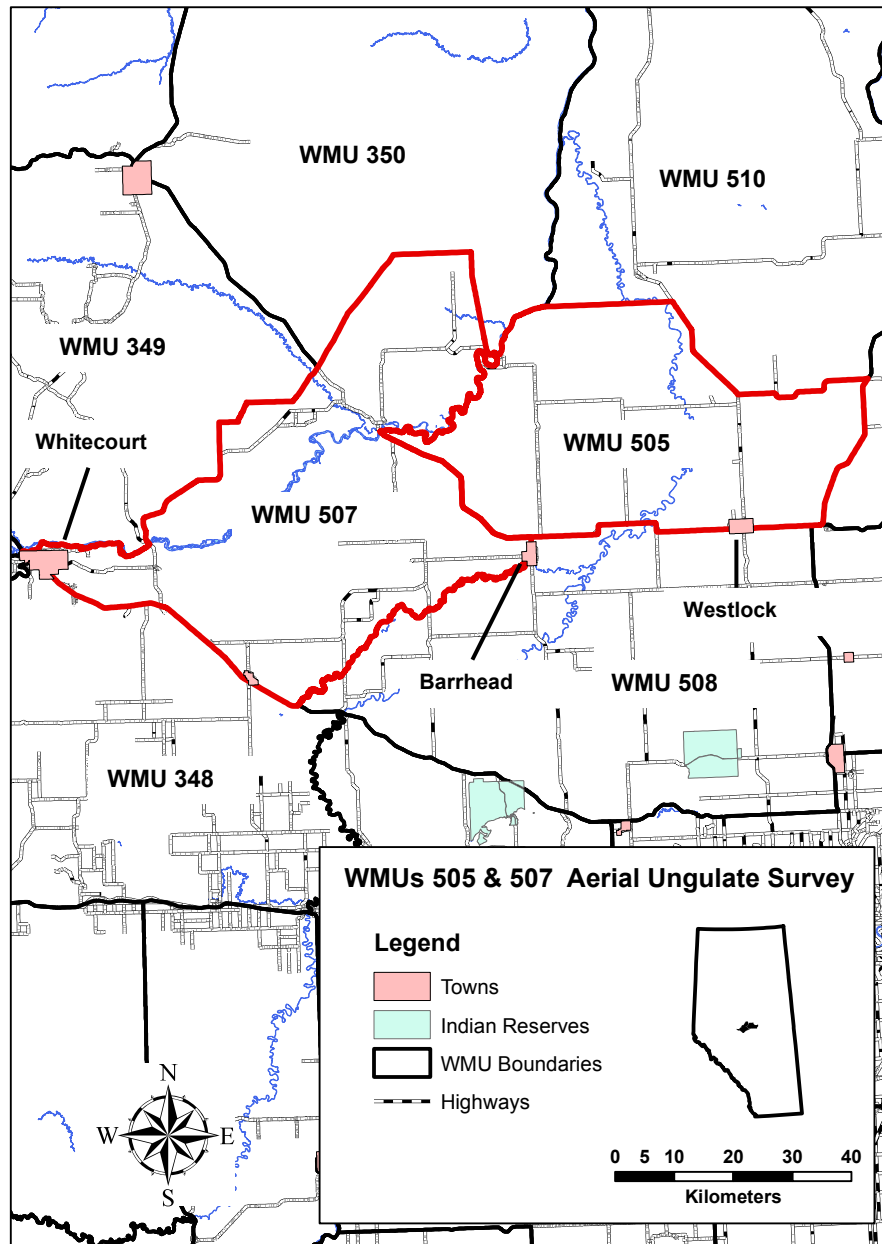 WMU 350
WMU 510
WMU 349
Whitecourt
WMU 505
WMU 507
Westlock
Barrhead
WMU 508
WMU 348
WMUs 505 & 507 Aerial Ungulate Survey
Legend
Towns
Indian Reserves
WMU Boundaries
Highways
N
W E
S
0 5 10 20 30 40
Kilometers